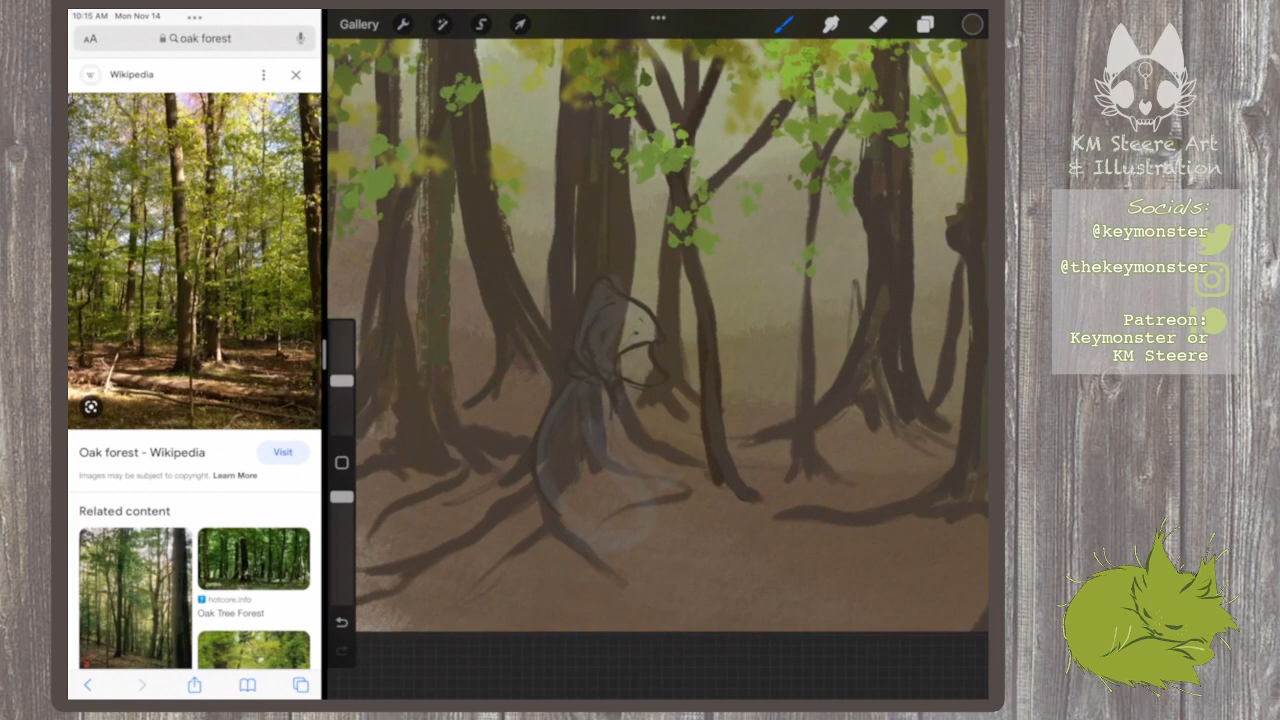 10:15 AM Mon Nov 14
AA oak forest
W Wikipedia
Oak forest - Wikipedia
Visit
Images may be subject to copyright. Learn More
Related content
hotcore.info
Oak Tree Forest
Gallery
KM Steere Art
& Illustration
Socials:
@keymonster
@thekeymonster
Patreon:
Keymonster or
KM Steere